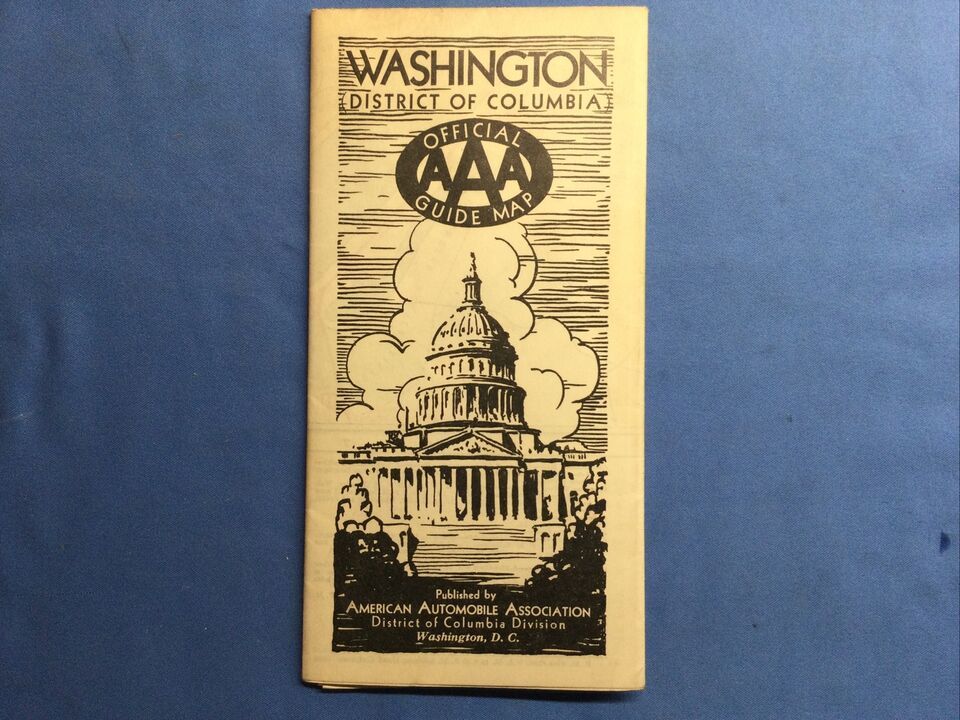 WASHINGTON
(DISTRICT OF COLUMBIA)
OFFICIAL
AAA
GUIDE MAP
Published by
AMERICAN AUTOMOBILE ASSOCIATION
District of Columbia Division
Washington, D. C.